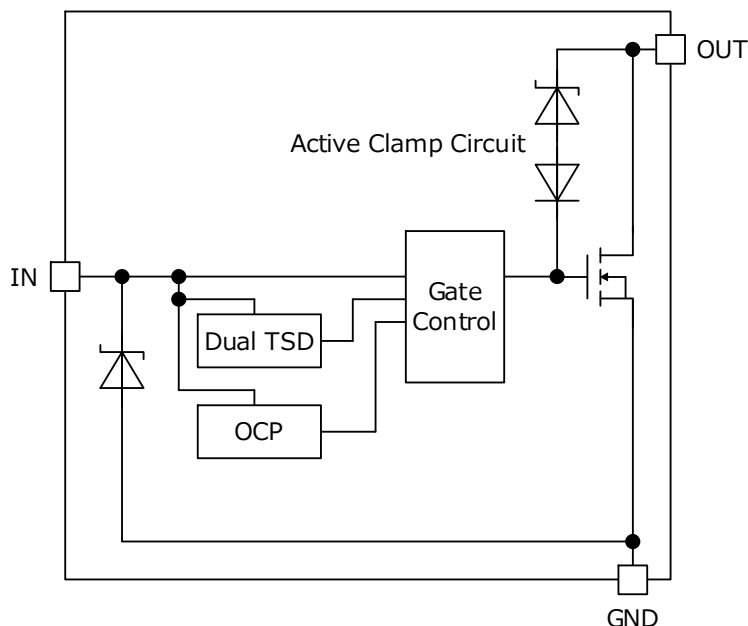 OUT
Active Clamp Circuit
IN
Gate
Control
Dual TSD
OCP
GND